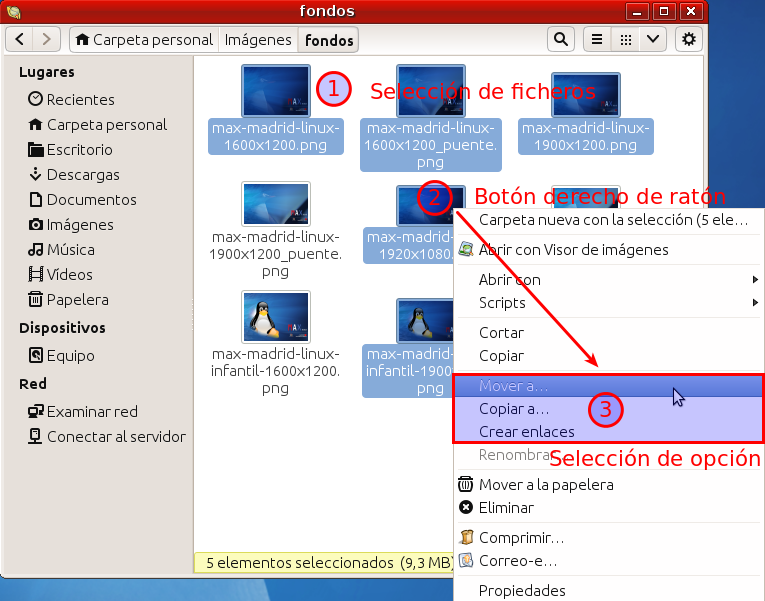 fondos
Carpeta personal
Imágenes
fondos
Lugares
Recientes
Carpeta personal
Escritorio
Descargas
Documentos
Imágenes
Música
Vídeos
Papelera
Dispositivos
Equipo
Red
Examinar red
Conectar al servidor
1
Selección de ficheros
max-madrid-linux-
1600x1200.png
max-madrid-linux-
1600x1200_puente.
png
max-madrid-linux-
1900x1200.png
2
Botón derecho de ratón
max-madrid-linux-
1900x1200_puente.
png
max-madrid-linux-
1920x1080.
max-madrid-linux-
infantil-1600x1200.
png
max-mad
infantil-1900
png
5 elementos seleccionados (9,3 MB)
Carpeta nueva con la selección (5 ele…
Abrir con Visor de imágenes
Abrir con
Scripts
Cortar
Copiar
Mover a…
Copiar a…
3
Crear enlaces
Renombra
Selección de opción
Mover a la papelera
Eliminar
Comprimir…
Correo-e…
Propiedades